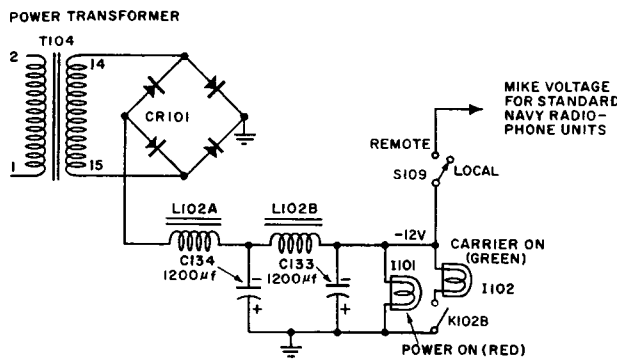 POWER TRANSFORMER
T104
2
14
CR101
1
15
MIKE VOLTAGE
FOR STANDARD
NAVY RADIO-
PHONE UNITS
REMOTE
S109
LOCAL
L102A
L102B
-12V
CARRIER ON
(GREEN)
C134
1200µf
C133
1200µf
I101
I102
K102B
POWER ON (RED)
- -
+ +